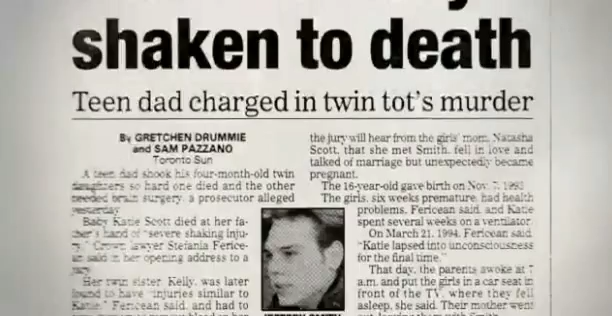 shaken to death
Teen dad charged in twin tot's murder
By GRETCHEN DRUMMIE
and SAM PAZZANO
Toronto Sun
A teen dad shook his four-month-old twin
daughters so hard one died and the other
needed brain surgery, a prosecutor alleged
yesterday.
Baby Katie Scott died at her fa-
ther's hand of "severe shaking inju-
ry," Crown lawyer Stefania Ferice-
an said in her opening address to a
jury.
Her twin sister, Kelly, was later
found to have "injuries similar to
Katie," Fericean said, and had to
JEFFREY SMITH
the jury will hear from the girls' mom, Natasha
Scott, that she met Smith, fell in love and
talked of marriage but unexpectedly became
pregnant.
The 16-year-old gave birth on Nov. 7, 1993.
The girls, six weeks premature, had health
problems, Fericean said, and Katie
spent several weeks on a ventilator.
On March 21, 1994, Fericean said,
"Katie lapsed into unconsciousness
for the final time."
That day, the parents awoke at 7
a.m. and put the girls in a car seat in
front of the TV, where they fell
asleep, she said. Their mother went